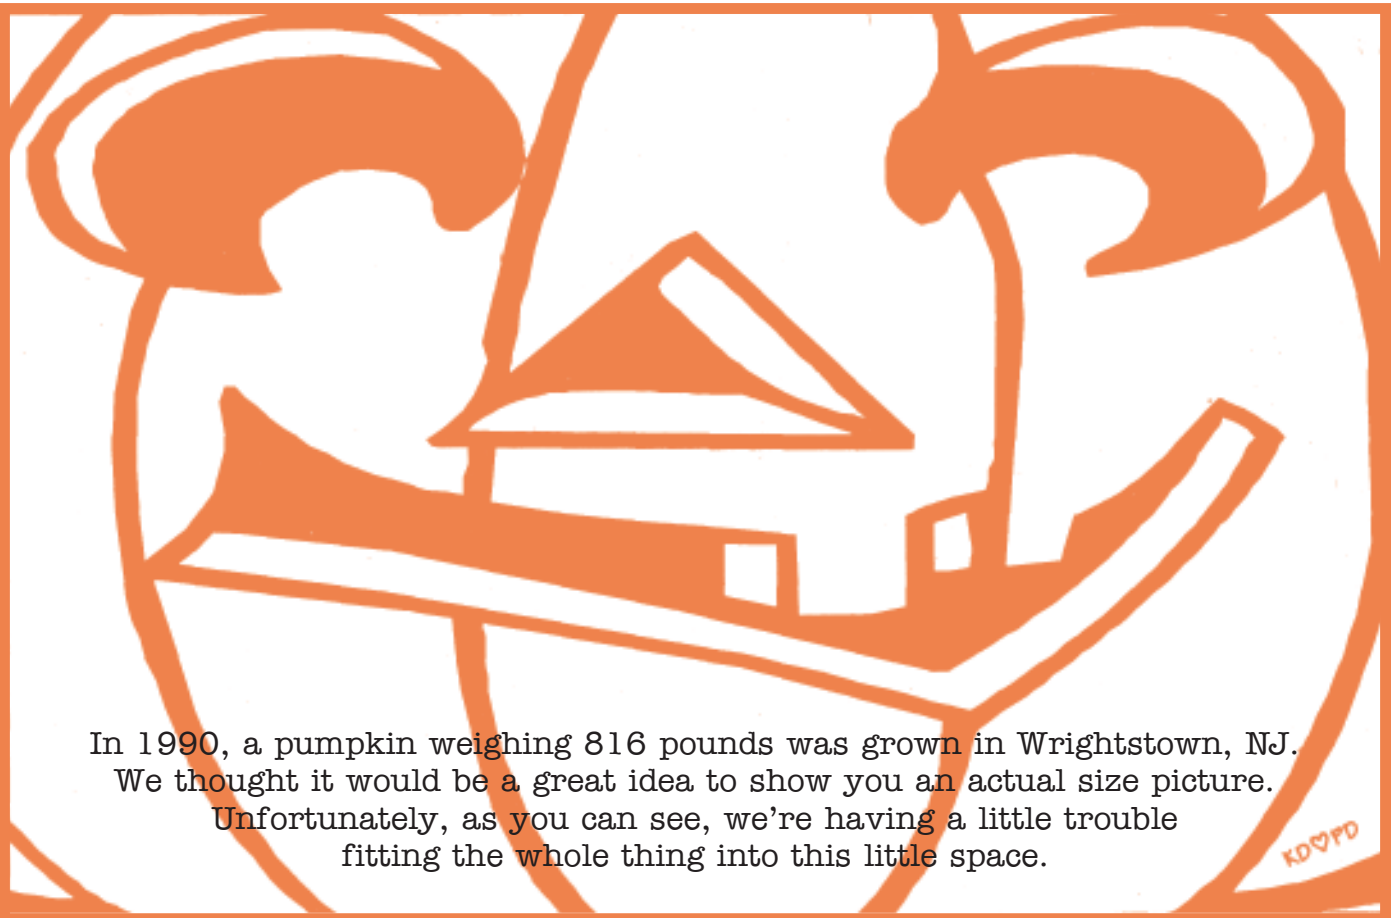 In 1990, a pumpkin weighing 816 pounds was grown in Wrightstown, NJ.
We thought it would be a great idea to show you an actual size picture.
Unfortunately, as you can see, we’re having a little trouble
fitting the whole thing into this little space.
KD♡PD